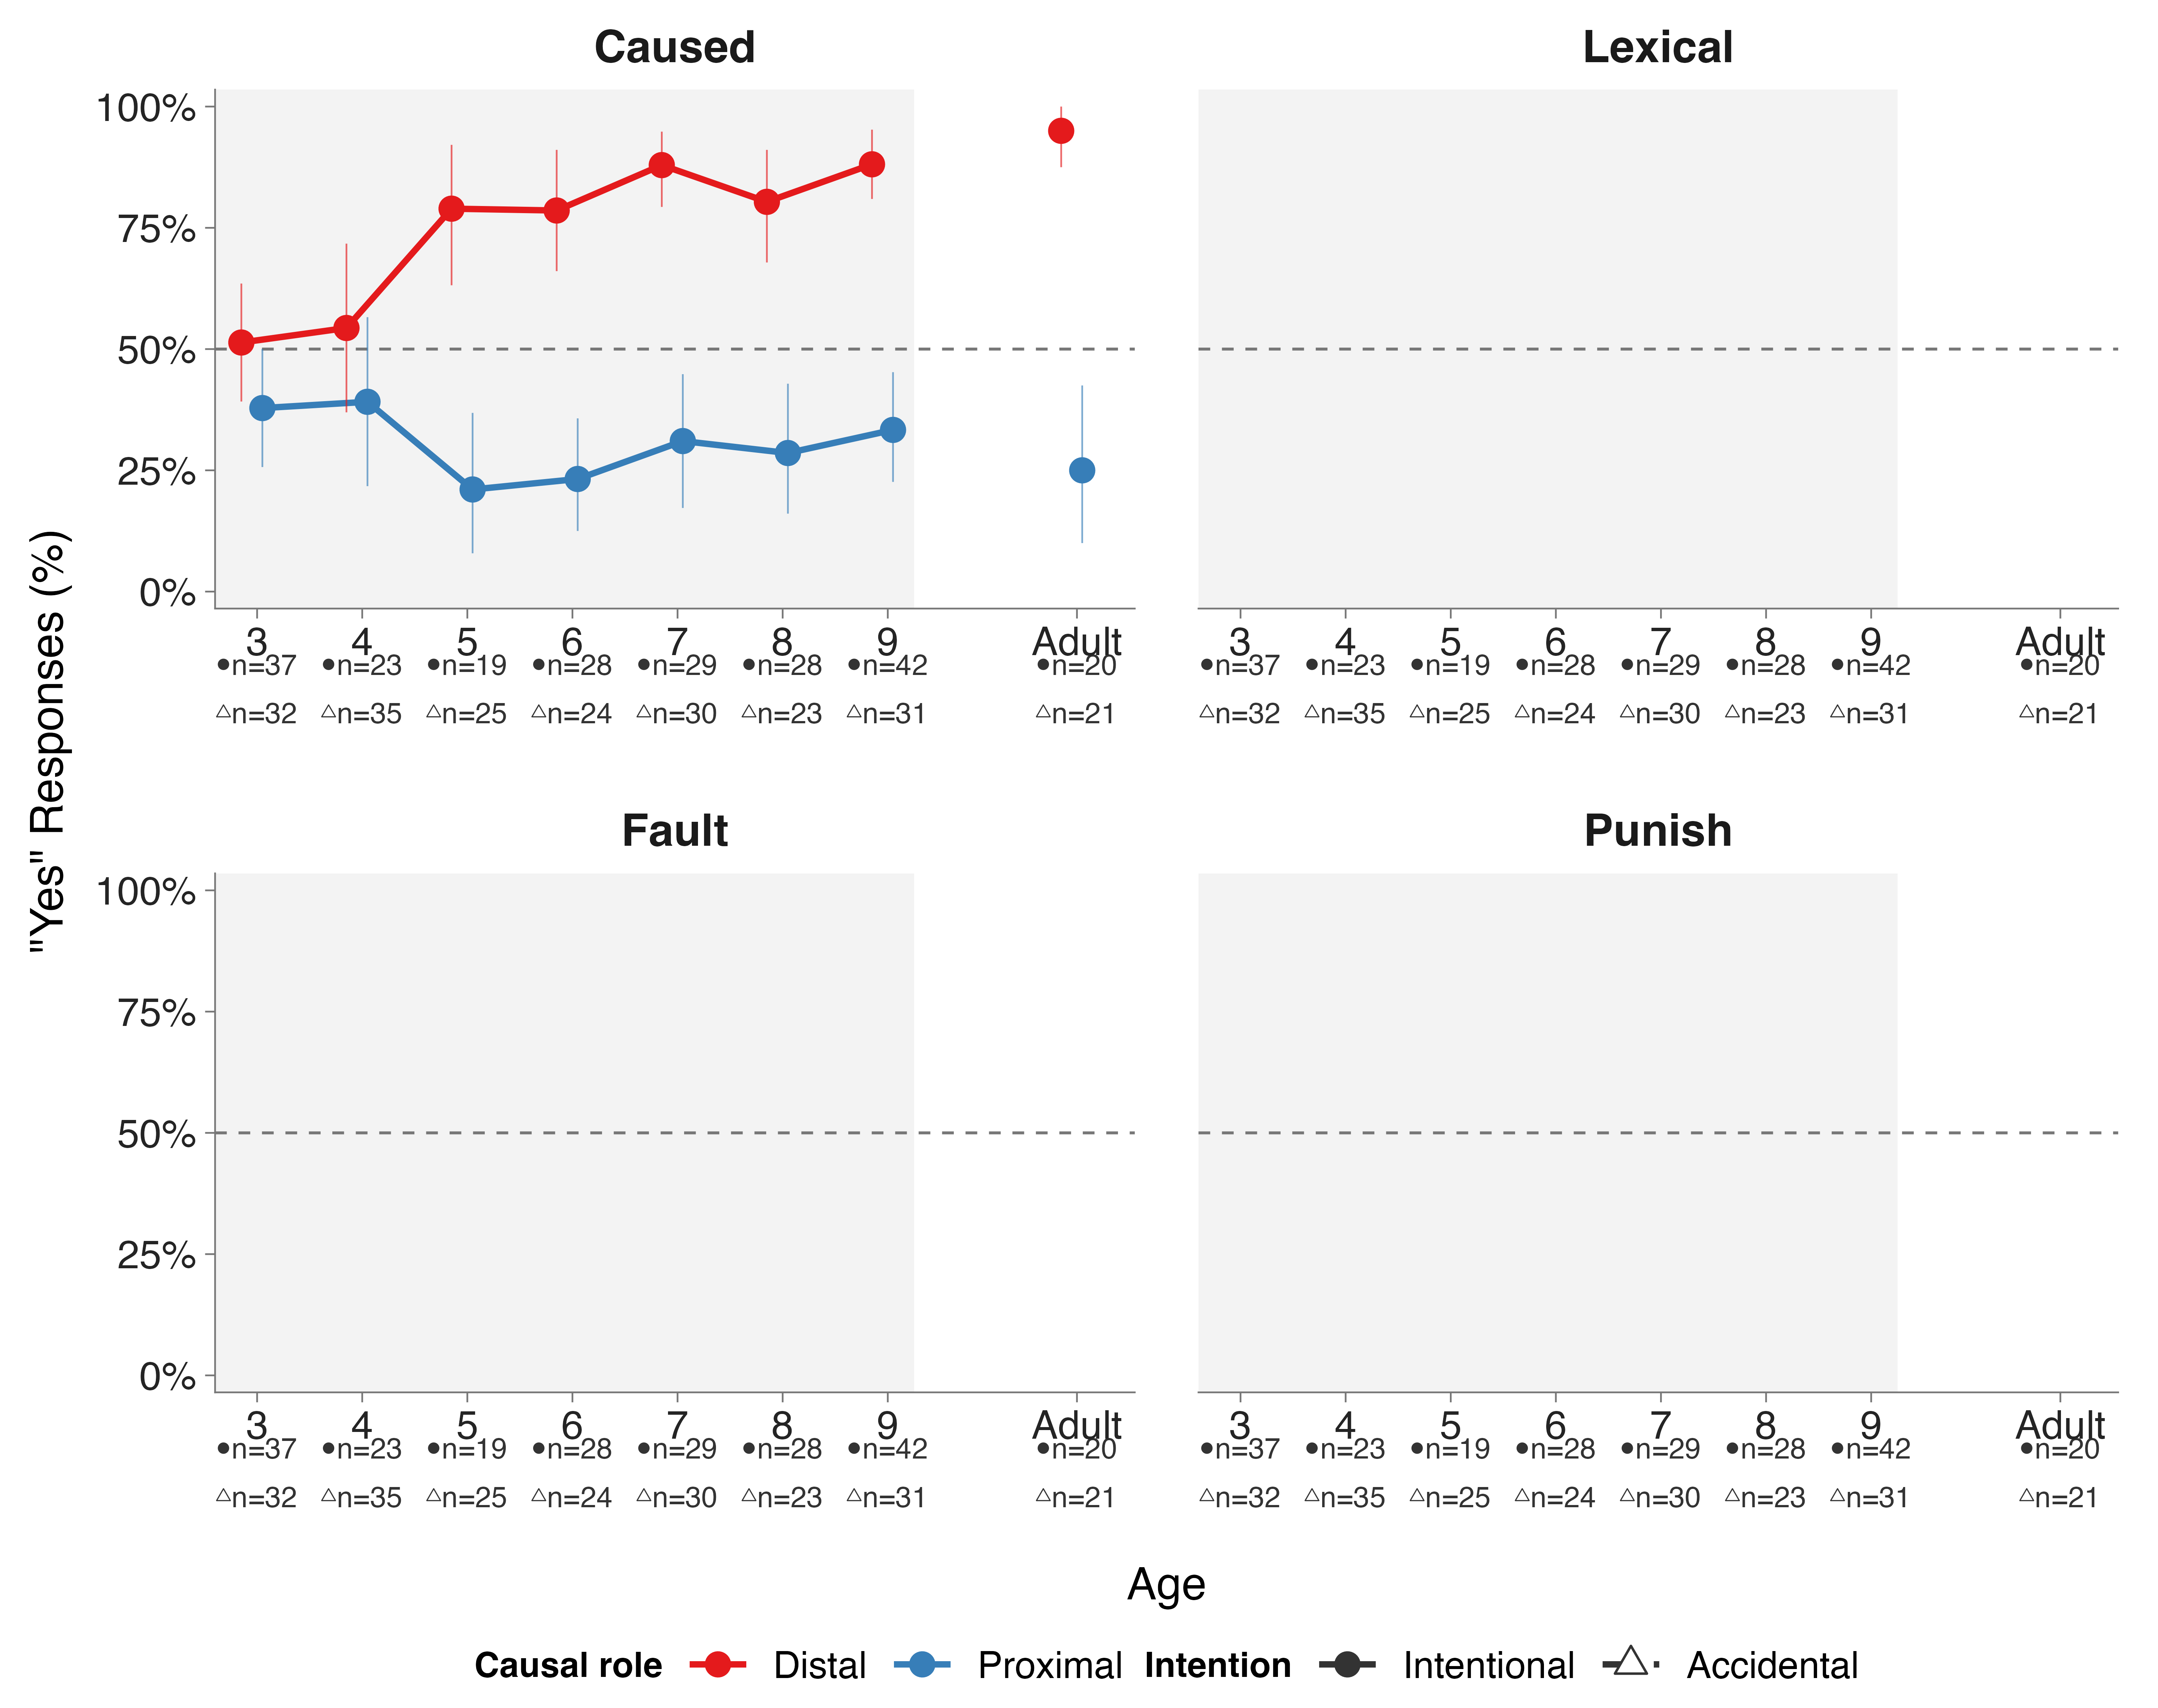 Caused
Lexical
100%
75%
50%
25%
0%
3 4 5 6 7 8 9 Adult
n=37 n=23 n=19 n=28 n=29 n=28 n=42 n=20
n=32 n=35 n=25 n=24 n=30 n=23 n=31 n=21
3 4 5 6 7 8 9 Adult
n=37 n=23 n=19 n=28 n=29 n=28 n=42 n=20
n=32 n=35 n=25 n=24 n=30 n=23 n=31 n=21
"Yes" Responses (%)
Fault
Punish
100%
75%
50%
25%
0%
3 4 5 6 7 8 9 Adult
n=37 n=23 n=19 n=28 n=29 n=28 n=42 n=20
n=32 n=35 n=25 n=24 n=30 n=23 n=31 n=21
3 4 5 6 7 8 9 Adult
n=37 n=23 n=19 n=28 n=29 n=28 n=42 n=20
n=32 n=35 n=25 n=24 n=30 n=23 n=31 n=21
Age
Causal role Distal Proximal Intention Intentional Accidental